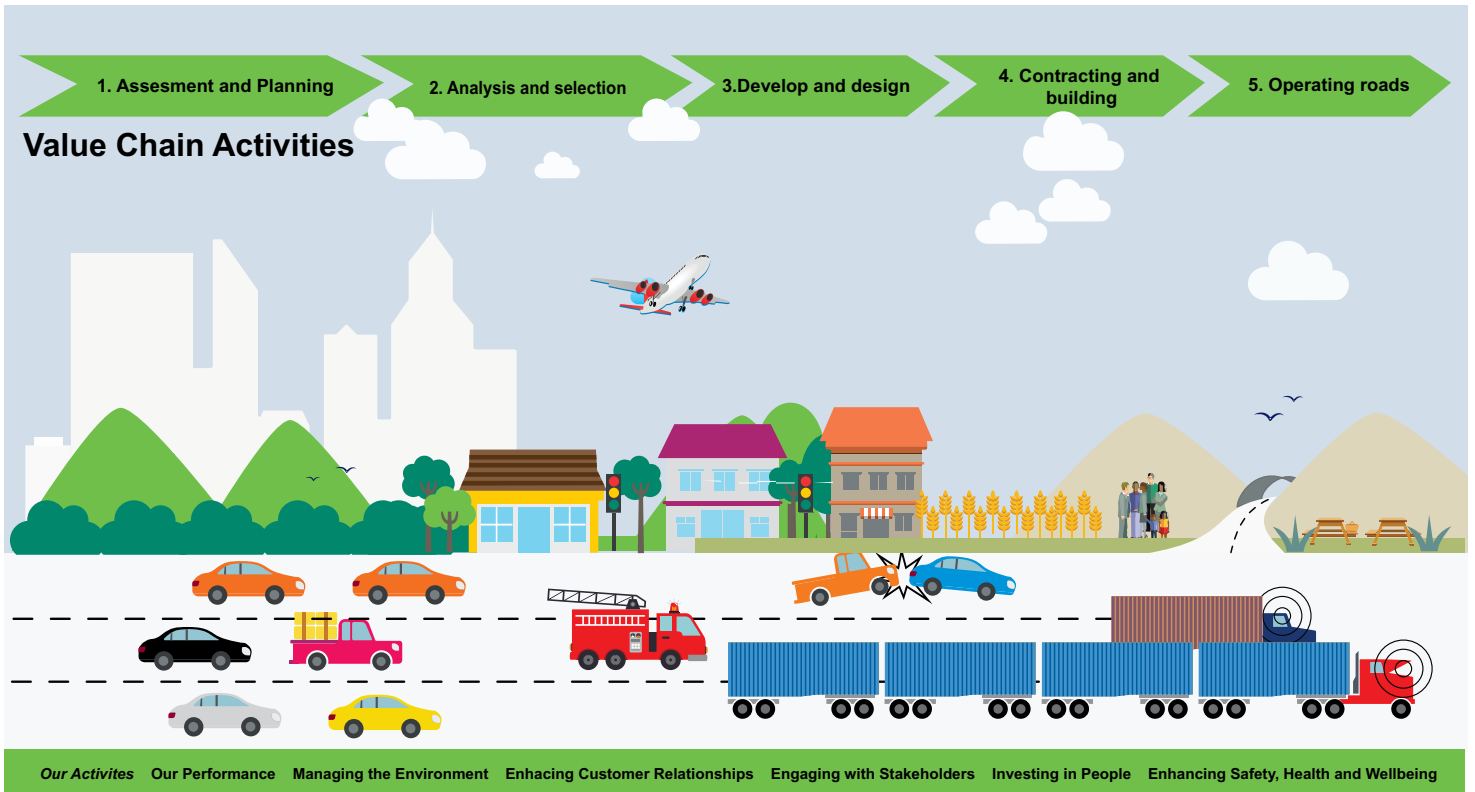 1. Assesment and Planning
2. Analysis and selection
3.Develop and design
4. Contracting and
building
5. Operating roads
Value Chain Activities
Our Activites Our Performance Managing the Environment Enhacing Customer Relationships Engaging with Stakeholders Investing in People Enhancing Safety, Health and Wellbeing